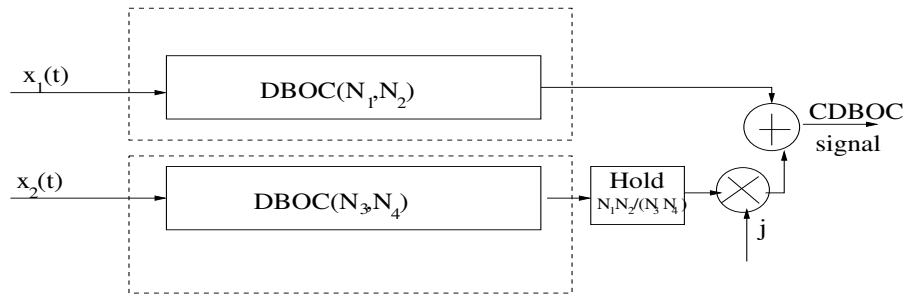 x₁(t)
DBOC(N₁,N₂)
CDBOC
signal
x₂(t)
DBOC(N₃,N₄)
Hold
N₁N₂/(N₃N₄)
j